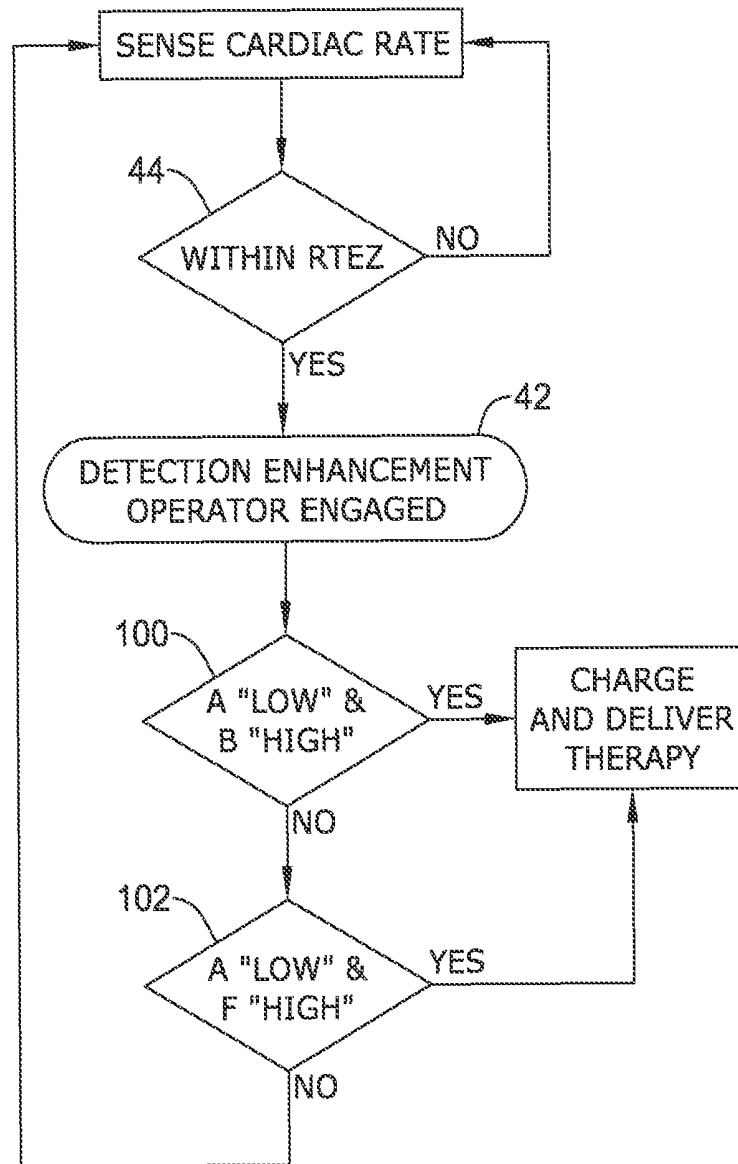 SENSE CARDIAC RATE
44
WITHIN RTEZ
NO
YES
42
DETECTION ENHANCEMENT
OPERATOR ENGAGED
100
A "LOW" &
B "HIGH"
YES
CHARGE
AND DELIVER
THERAPY
NO
102
A "LOW" &
F "HIGH"
YES
NO